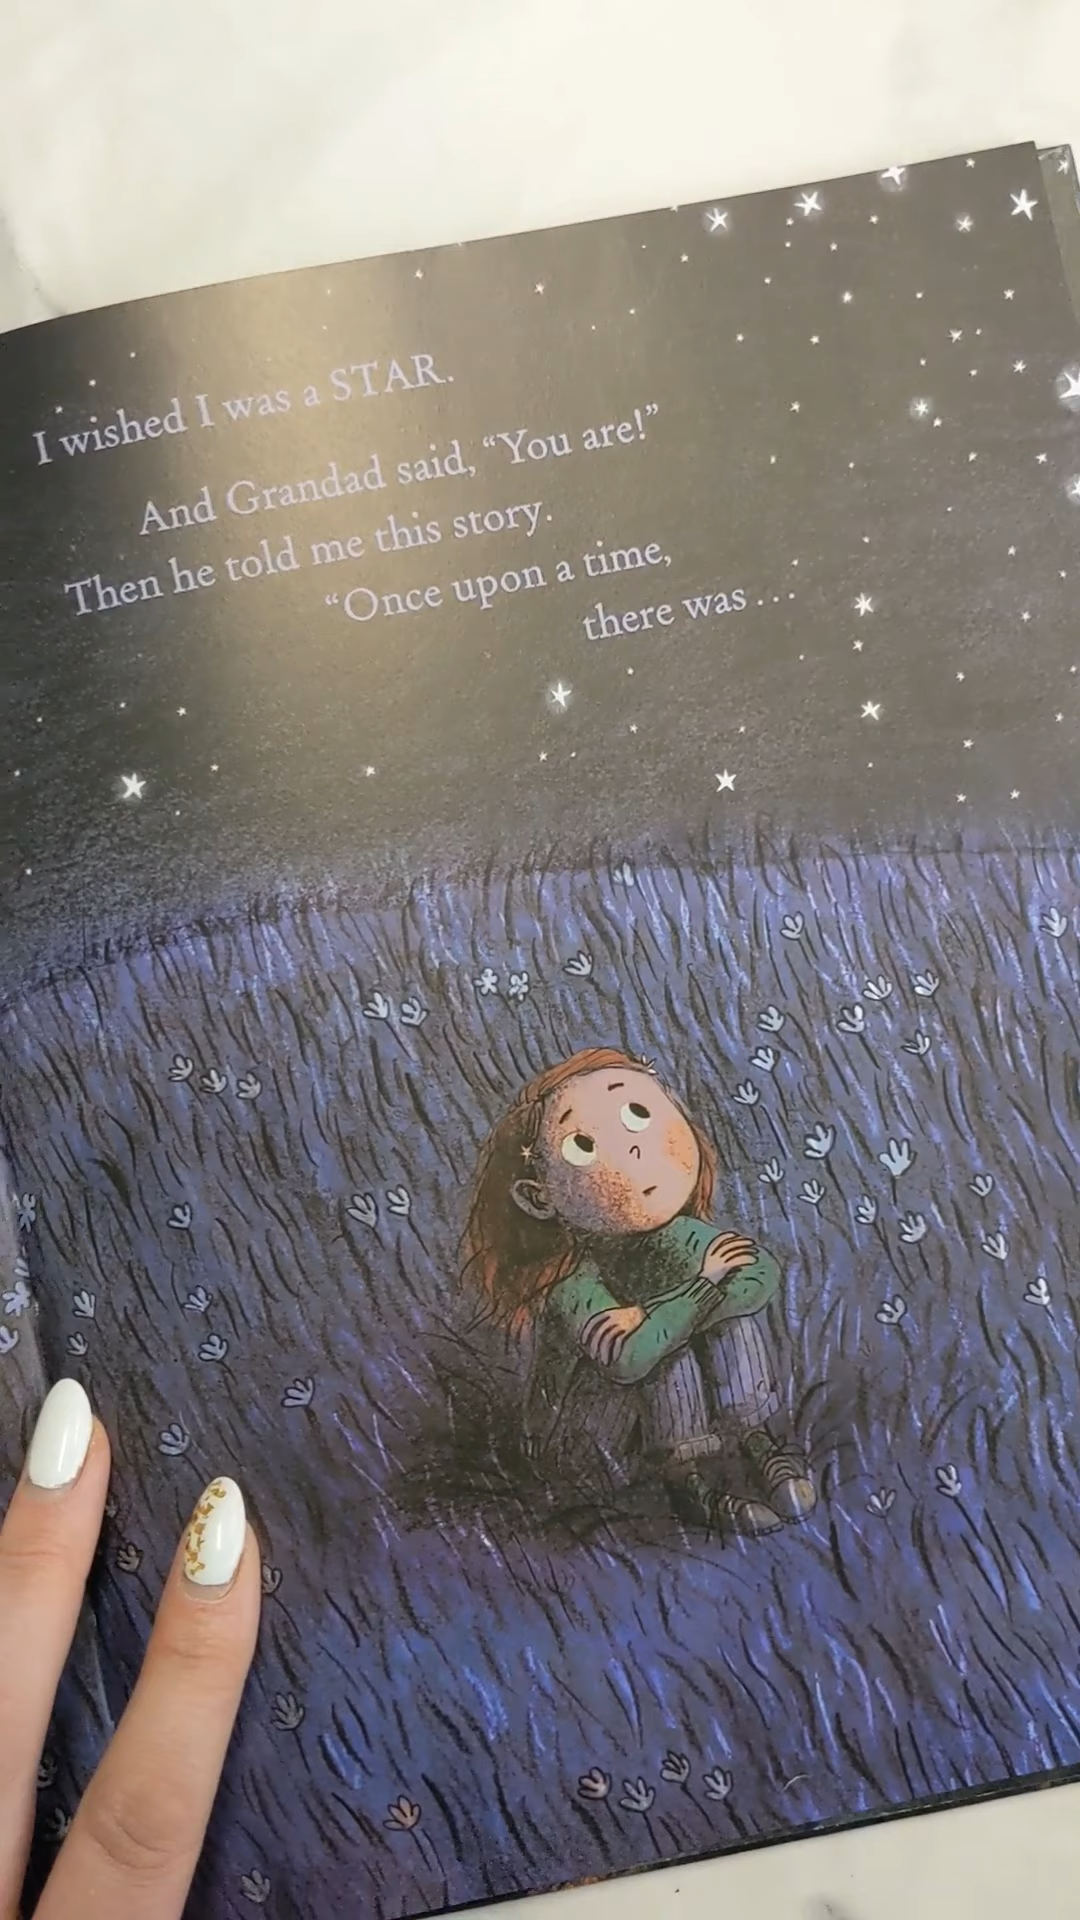 I wished I was a STAR.
And Grandad said, “You are!”
Then he told me this story.
“Once upon a time,
there was ...